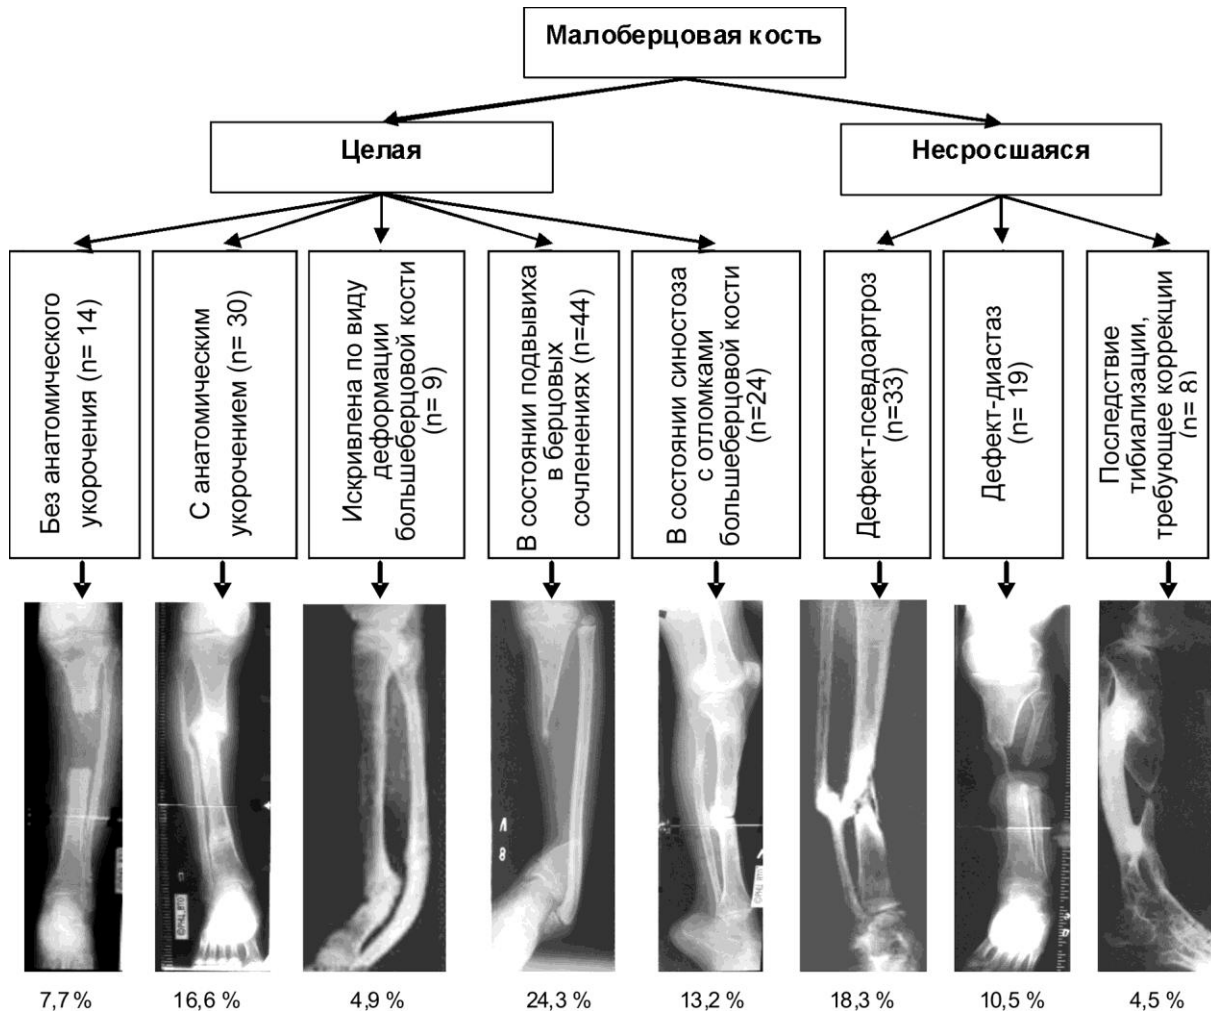 Малоберцовая кость
Целая
Несросшаяся
Без анатомического
укорочения (n= 14)
С анатомическим
укорочением (n= 30)
Искривлена по виду
деформации
большеберцовой кости
(n= 9)
В состоянии подвывиха
в берцовых
сочленениях (n=44)
В состоянии синостоза
с отломками
большеберцовой кости
(n=24)
Дефект-псевдоартроз
(n=33)
Дефект-диастаз
(n= 19)
Последствие
тибиализации,
требующее коррекции
(n= 8)
7,7 %
16,6 %
4,9 %
24,3 %
13,2 %
18,3 %
10,5 %
4,5 %